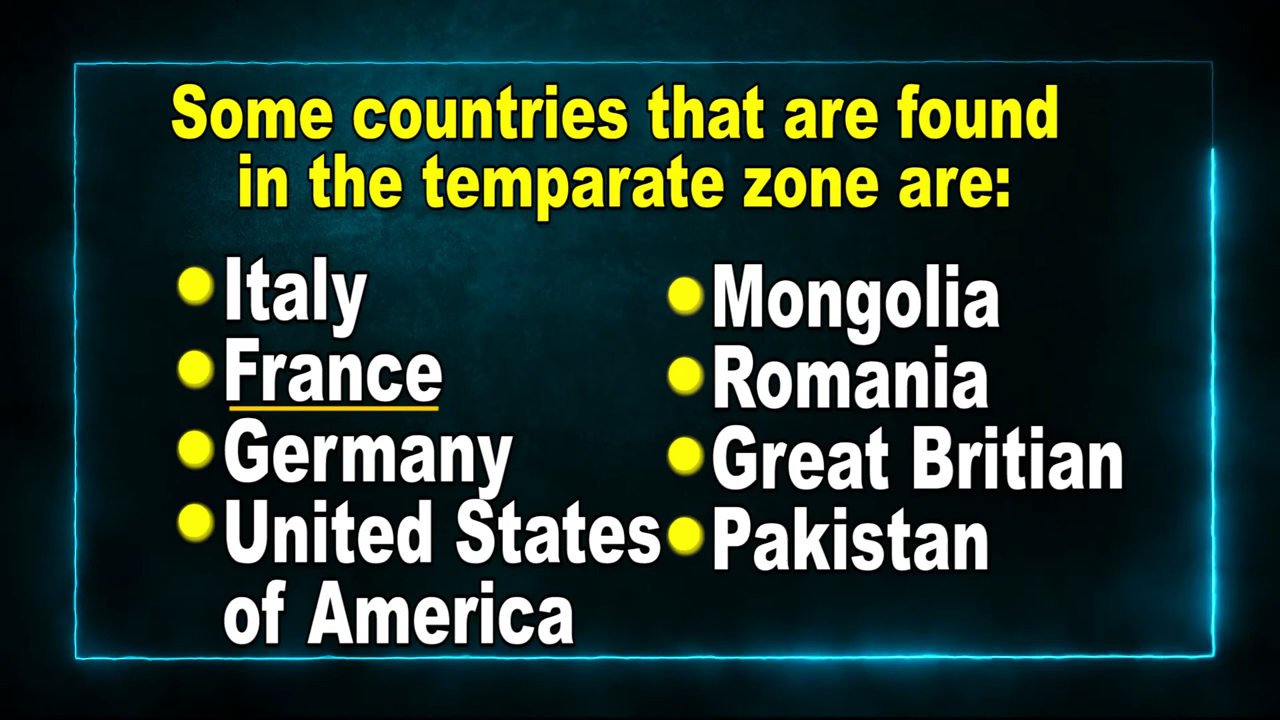 Some countries that are found
in the temparate zone are:
Italy
France
Germany
United States
of America
Mongolia
Romania
Great Britian
Pakistan